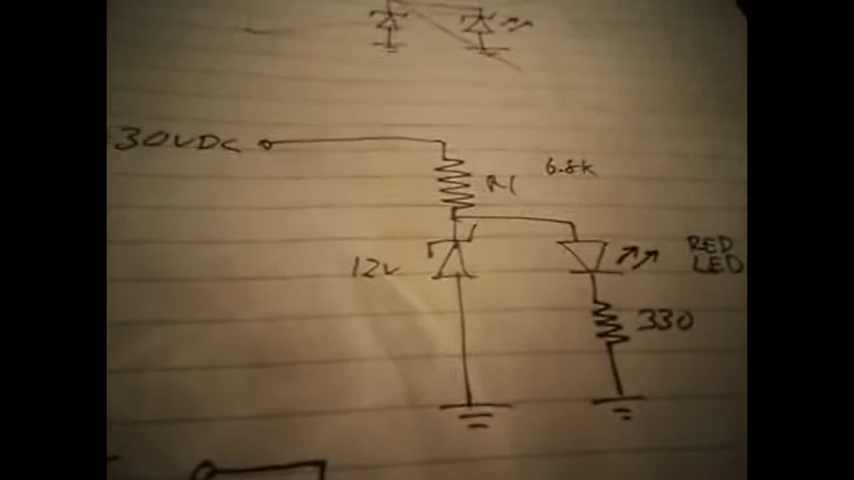 30VDC
R1 6.8K
12V
RED
LED
330